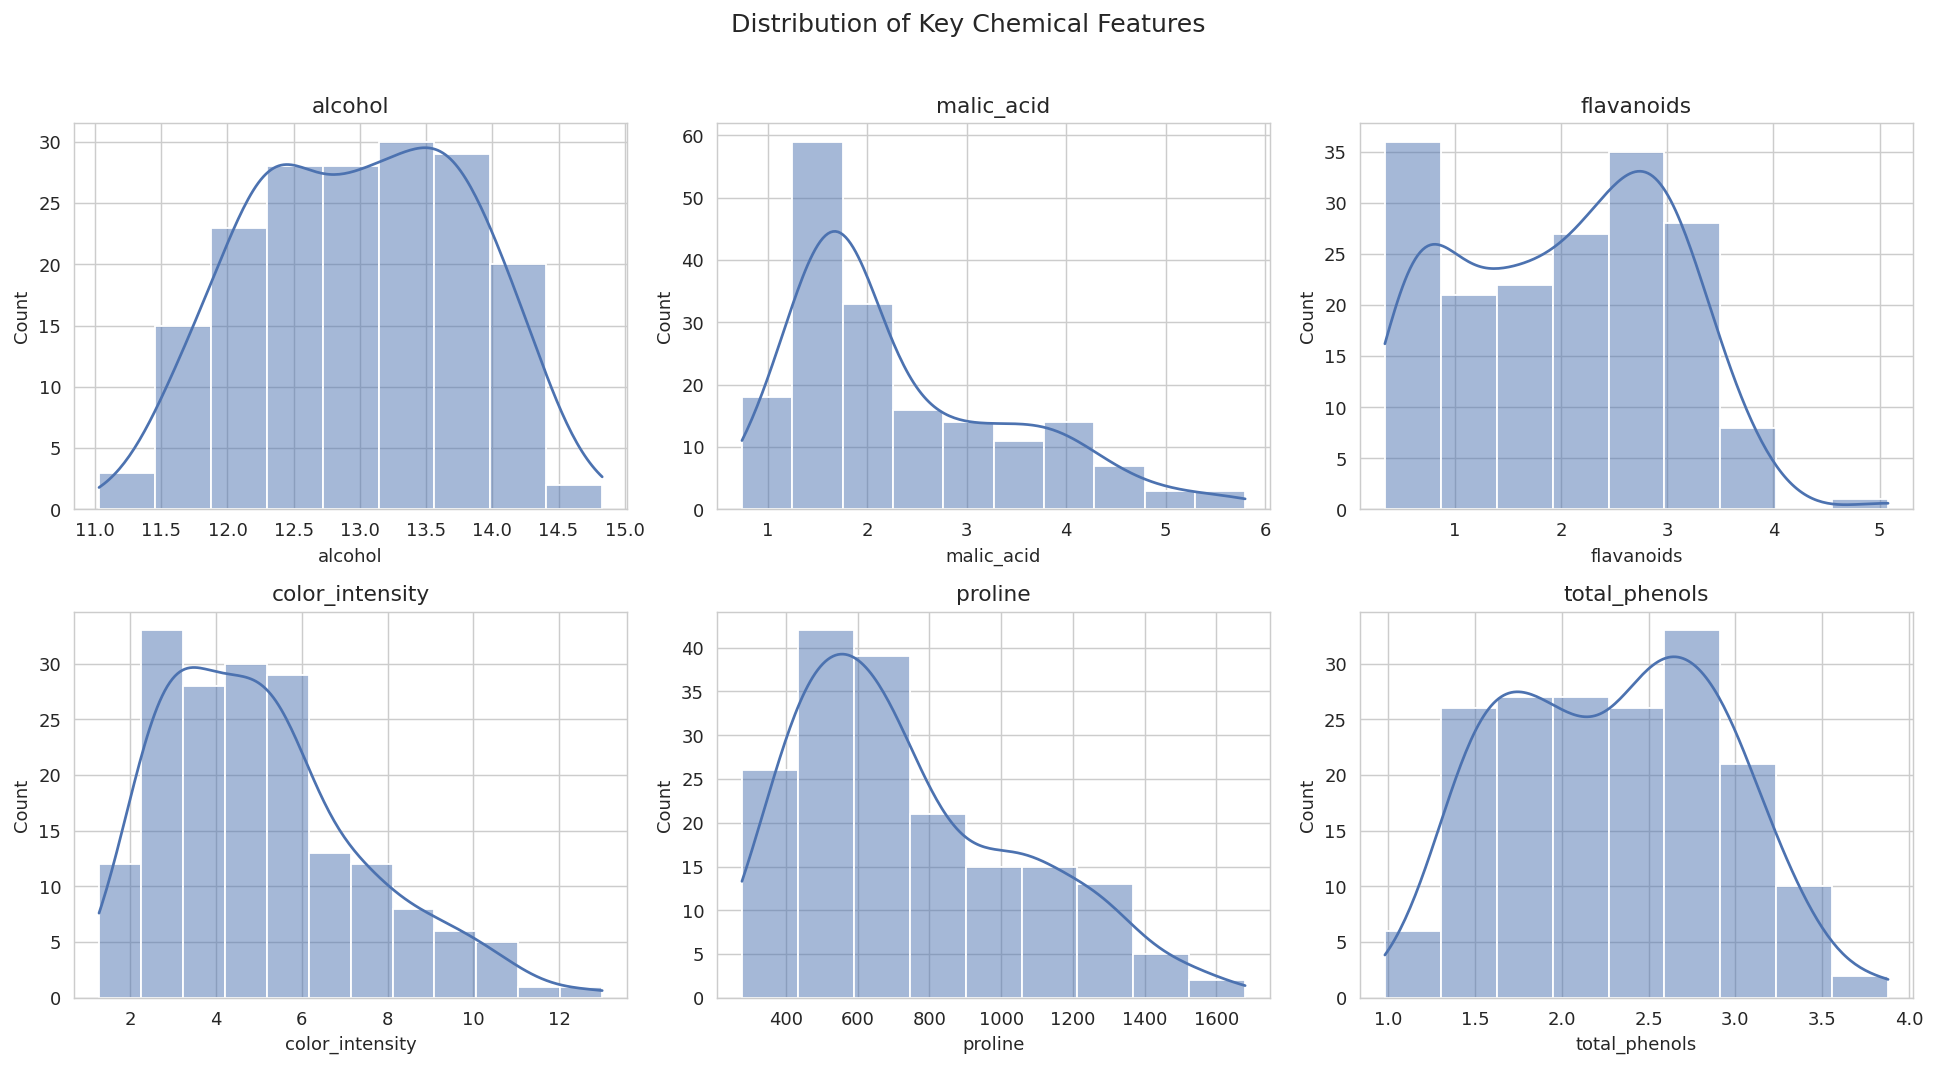 Distribution of Key Chemical Features
alcohol
30
25
20
15
10
5
0
Count
11.0 11.5 12.0 12.5 13.0 13.5 14.0 14.5 15.0
alcohol
malic_acid
60
50
40
30
20
10
0
Count
1 2 3 4 5 6
malic_acid
flavanoids
35
30
25
20
15
10
5
0
Count
1 2 3 4 5
flavanoids
color_intensity
30
25
20
15
10
5
0
Count
2 4 6 8 10 12
color_intensity
proline
40
35
30
25
20
15
10
5
0
Count
400 600 800 1000 1200 1400 1600
proline
total_phenols
30
25
20
15
10
5
0
Count
1.0 1.5 2.0 2.5 3.0 3.5 4.0
total_phenols